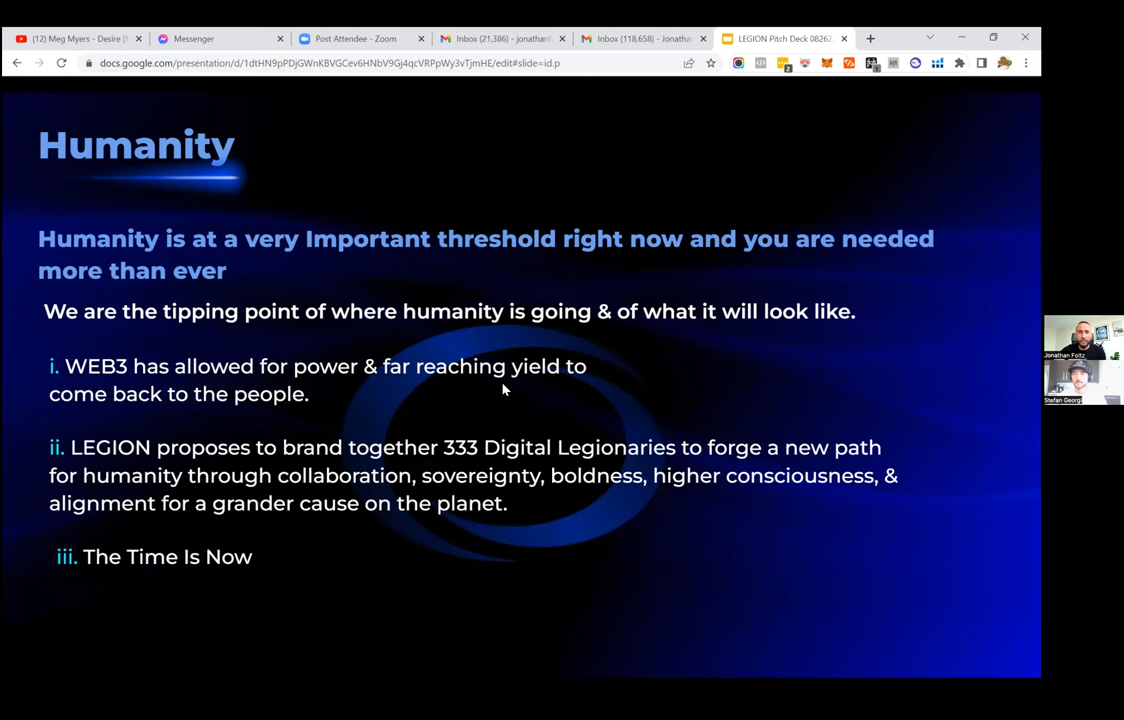 (12) Meg Myers - Desire [
Messenger
Post Attendee - Zoom
Inbox (21,386) - jonathanf
Inbox (118,658) - Jonatha
LEGION Pitch Deck 0826
docs.google.com/presentation/d/1dtHN9pPDjGWnKBVGCev6HNbV9Gj4qcVRPpWy3vTjmHE/edit#slide=id.p
Humanity
Humanity is at a very Important threshold right now and you are needed
more than ever
We are the tipping point of where humanity is going & of what it will look like.
i. WEB3 has allowed for power & far reaching yield to
come back to the people.
ii. LEGION proposes to brand together 333 Digital Legionaries to forge a new path
for humanity through collaboration, sovereignty, boldness, higher consciousness, &
alignment for a grander cause on the planet.
iii. The Time Is Now
Jonathan Foltz
Stefan Georgi